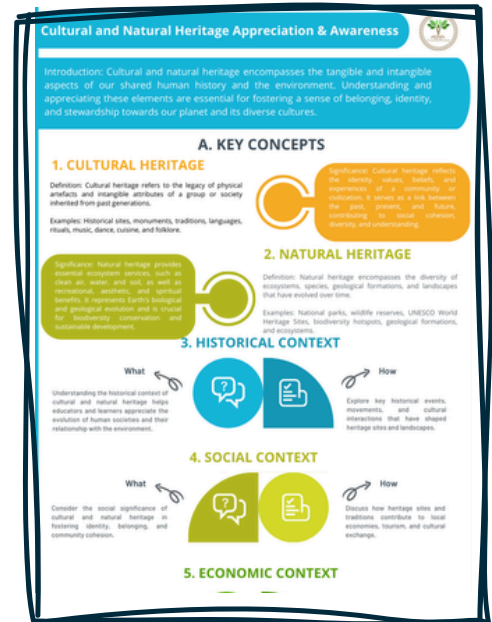 Cultural and Natural Heritage Appreciation & Awareness
Introduction: Cultural and natural heritage encompasses the tangible and intangible
aspects of our shared human history and the environment. Understanding and
appreciating these elements are essential for fostering a sense of belonging, identity,
and stewardship towards our planet and its diverse cultures.
A. KEY CONCEPTS
1. CULTURAL HERITAGE
Definition: Cultural heritage refers to the legacy of physical
artefacts and intangible attributes of a group or society
inherited from past generations.
Examples: Historical sites, monuments, traditions, languages,
rituals, music, dance, cuisine, and folklore.
Significance: Cultural heritage reflects
the identity, values, beliefs, and
experiences of a community or
civilization. It serves as a link between
the past, present, and future,
contributing to social cohesion,
diversity, and understanding.
2. NATURAL HERITAGE
Definition: Natural heritage encompasses the diversity of
ecosystems, species, geological formations, and landscapes
that have evolved over time.
Examples: National parks, wildlife reserves, UNESCO World
Heritage Sites, biodiversity hotspots, geological formations,
and ecosystems.
Significance: Natural heritage provides
essential ecosystem services, such as
clean air, water, and soil, as well as
recreational, aesthetic, and spiritual
benefits. It represents Earth's biological
and geological evolution and is crucial
for biodiversity conservation and
sustainable development.
3. HISTORICAL CONTEXT
What
Understanding the historical context of
cultural and natural heritage helps
educators and learners appreciate the
evolution of human societies and their
relationship with the environment.
How
Explore key historical events,
movements, and cultural
interactions that have shaped
heritage sites and landscapes.
4. SOCIAL CONTEXT
What
Consider the social significance of
cultural and natural heritage in
fostering identity, belonging, and
community cohesion.
How
Discuss how heritage sites and
traditions contribute to local
economies, tourism, and cultural
exchange.
5. ECONOMIC CONTEXT